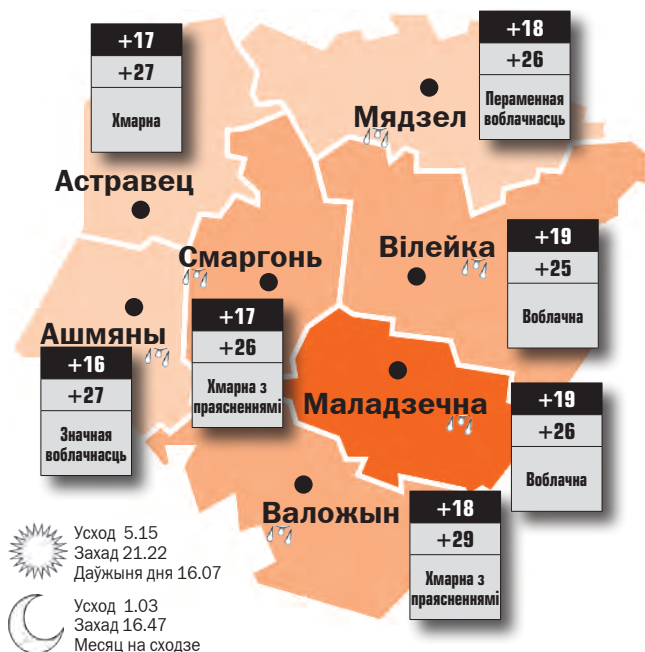 +17
+27
Хмарна
Астравец
+18
+26
Пераменная
воблачнасць
Мядзел
Смаргонь
+17
+26
Хмарна з
праясненнямі
Вілейка
+19
+25
Воблачна
Ашмяны
+16
+27
Значная
воблачнасць
Маладзечна
+19
+26
Воблачна
Валожын
+18
+29
Хмарна з
праясненнямі
Усход 5.15
Захад 21.22
Даўжыня дня 16.07
Усход 1.03
Захад 16.47
Месяц на сходзе